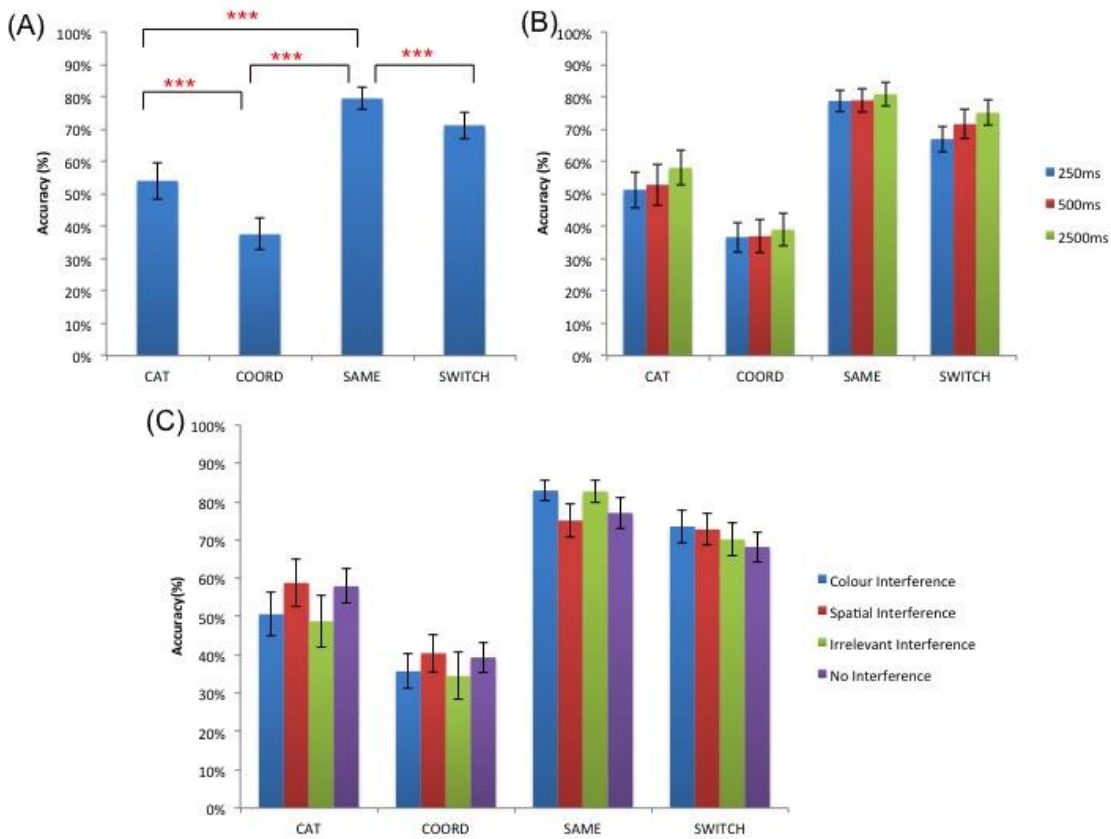 (A)
***
***
***
***
Accuracy (%)
100%
90%
80%
70%
60%
50%
40%
30%
20%
10%
0%
CAT COORD SAME SWITCH
(B)
Accuracy (%)
100%
90%
80%
70%
60%
50%
40%
30%
20%
10%
0%
CAT COORD SAME SWITCH
250ms
500ms
2500ms
(C)
Accuracy(%)
100%
90%
80%
70%
60%
50%
40%
30%
20%
10%
0%
CAT COORD SAME SWITCH
Colour Interference
Spatial Interference
Irrelevant Interference
No Interference